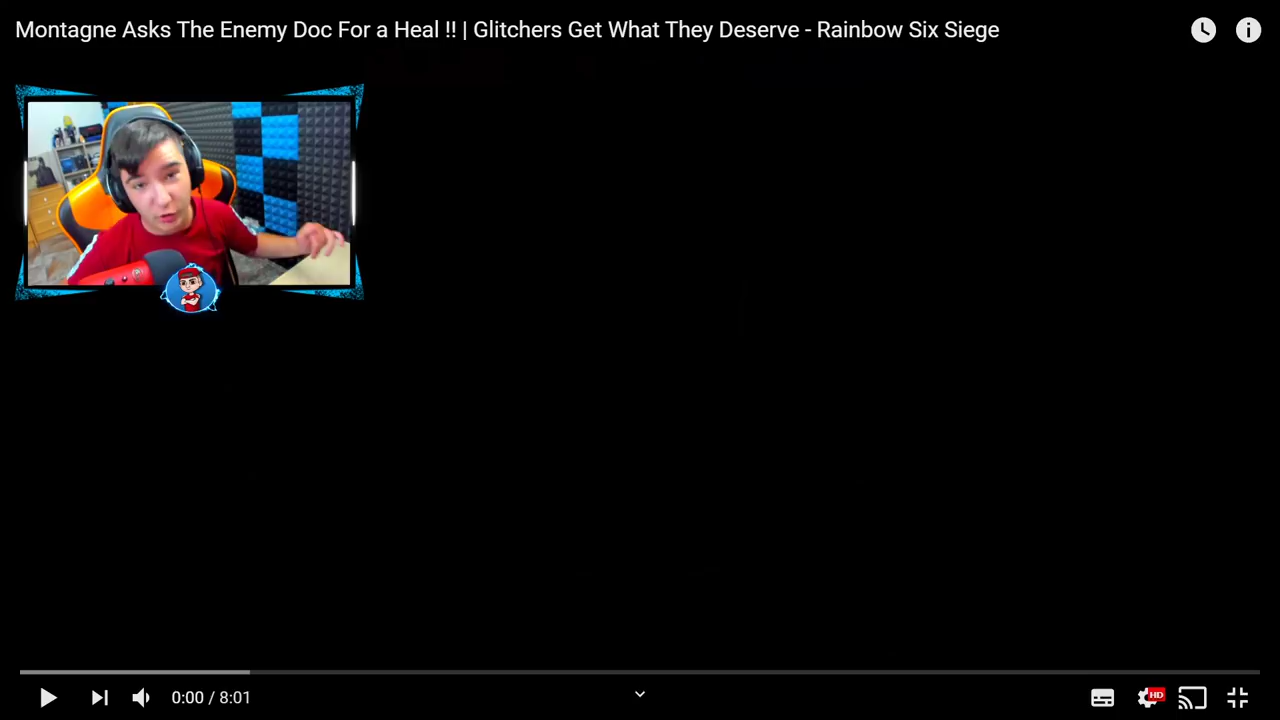 Montagne Asks The Enemy Doc For a Heal !! | Glitchers Get What They Deserve - Rainbow Six Siege
0:00 / 8:01
HD